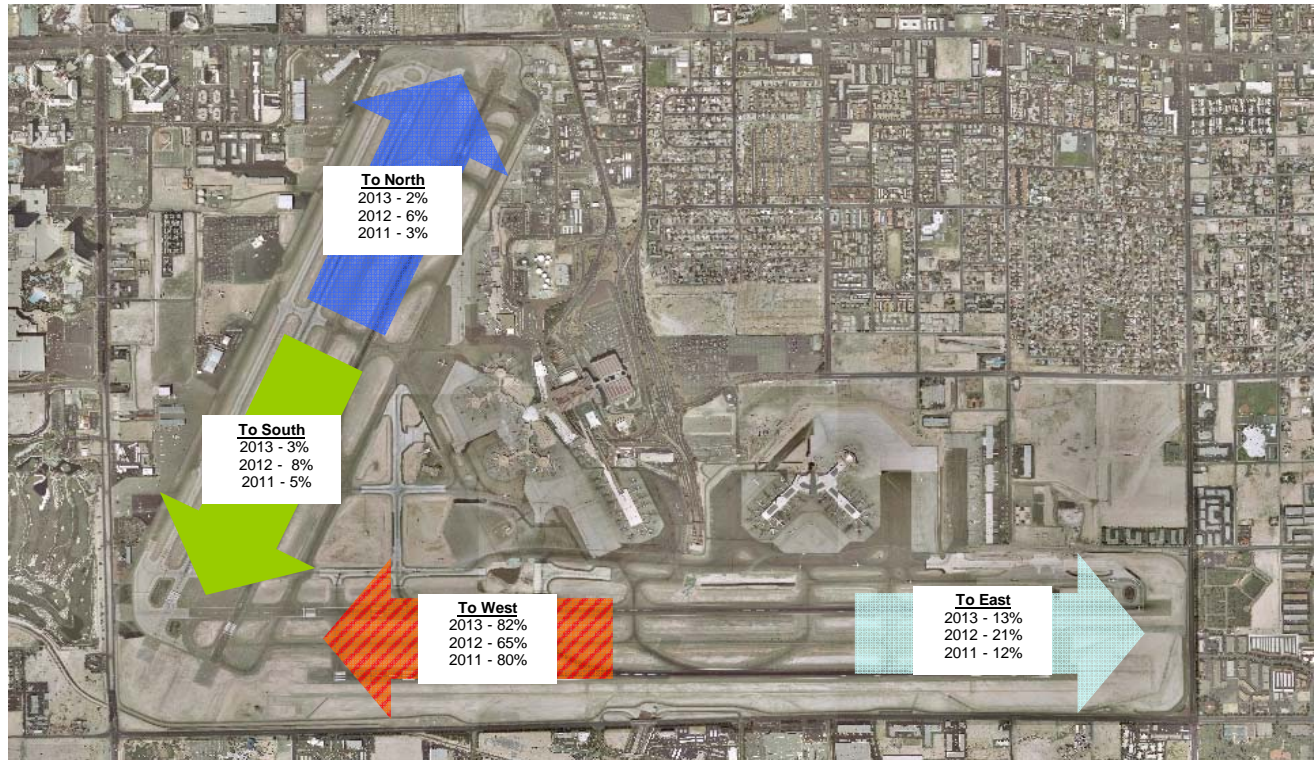 To North
2013 - 2%
2012 - 6%
2011 - 3%
To South
2013 - 3%
2012 -  8%
2011 - 5%
To West
2013 - 82%
2012 - 65%
2011 - 80%
To East
2013 - 13%
2012 - 21%
2011 - 12%